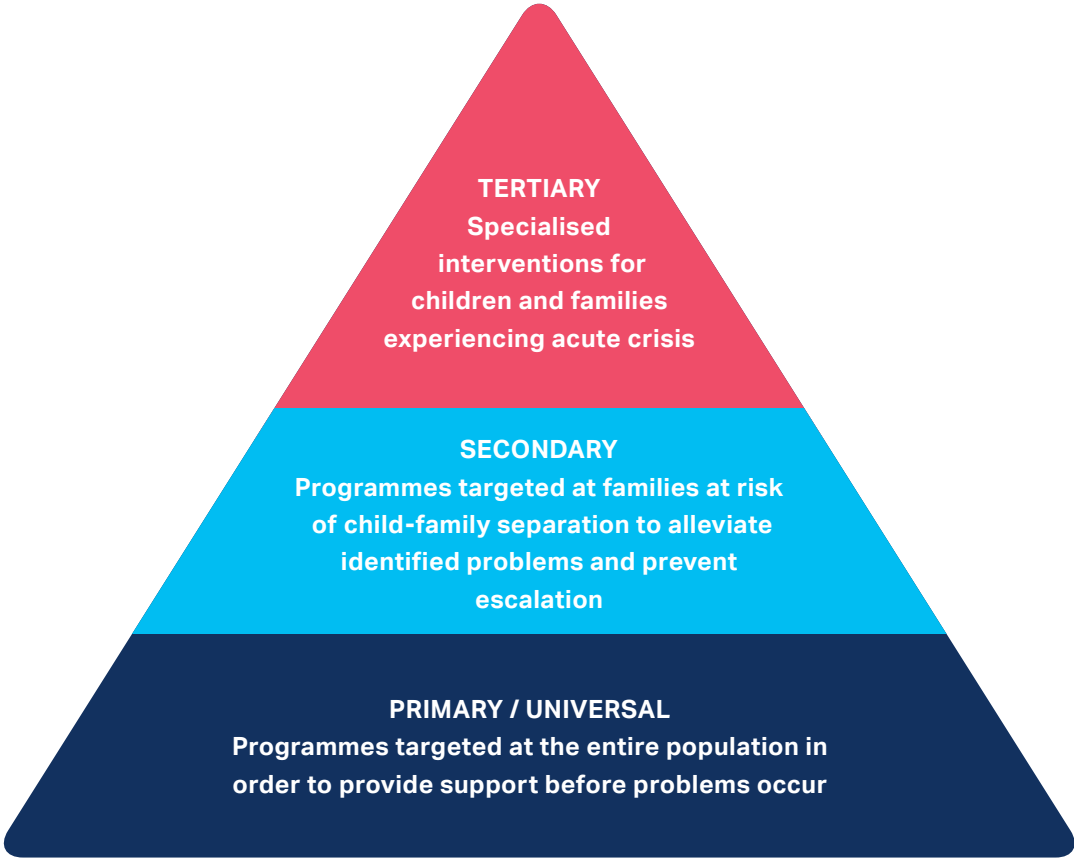 TERTIARY
Specialised
interventions for
children and families
experiencing acute crisis
SECONDARY
Programmes targeted at families at risk
of child-family separation to alleviate
identified problems and prevent
escalation
PRIMARY / UNIVERSAL
Programmes targeted at the entire population in
order to provide support before problems occur